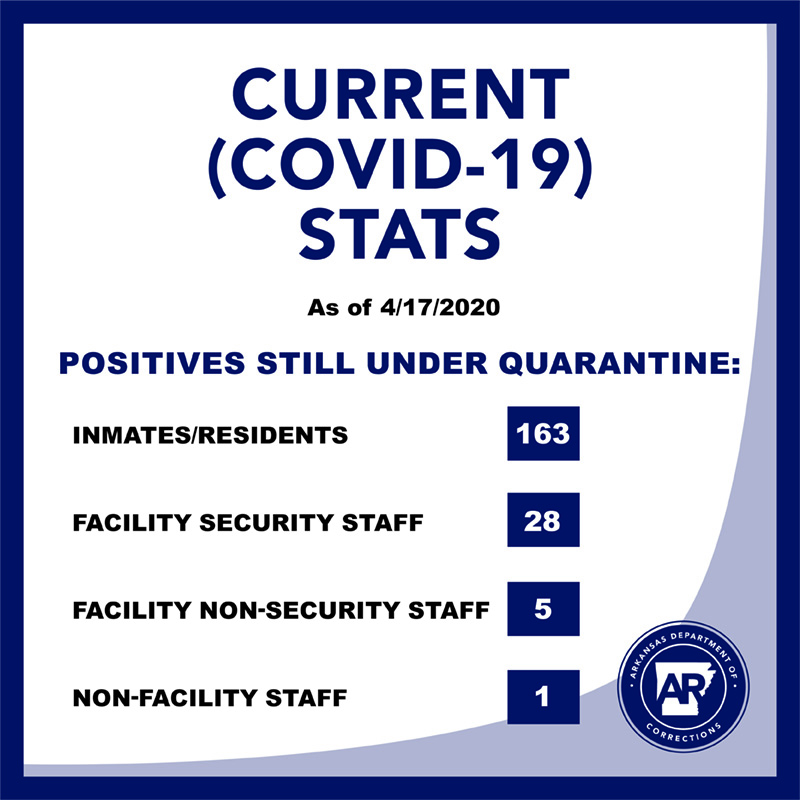 CURRENT
(COVID-19)
STATS
As of 4/17/2020
POSITIVES STILL UNDER QUARANTINE:
INMATES/RESIDENTS 163
FACILITY SECURITY STAFF 28
FACILITY NON-SECURITY STAFF 5
NON-FACILITY STAFF 1
ARKANSAS DEPARTMENT OF
AR
CORRECTIONS